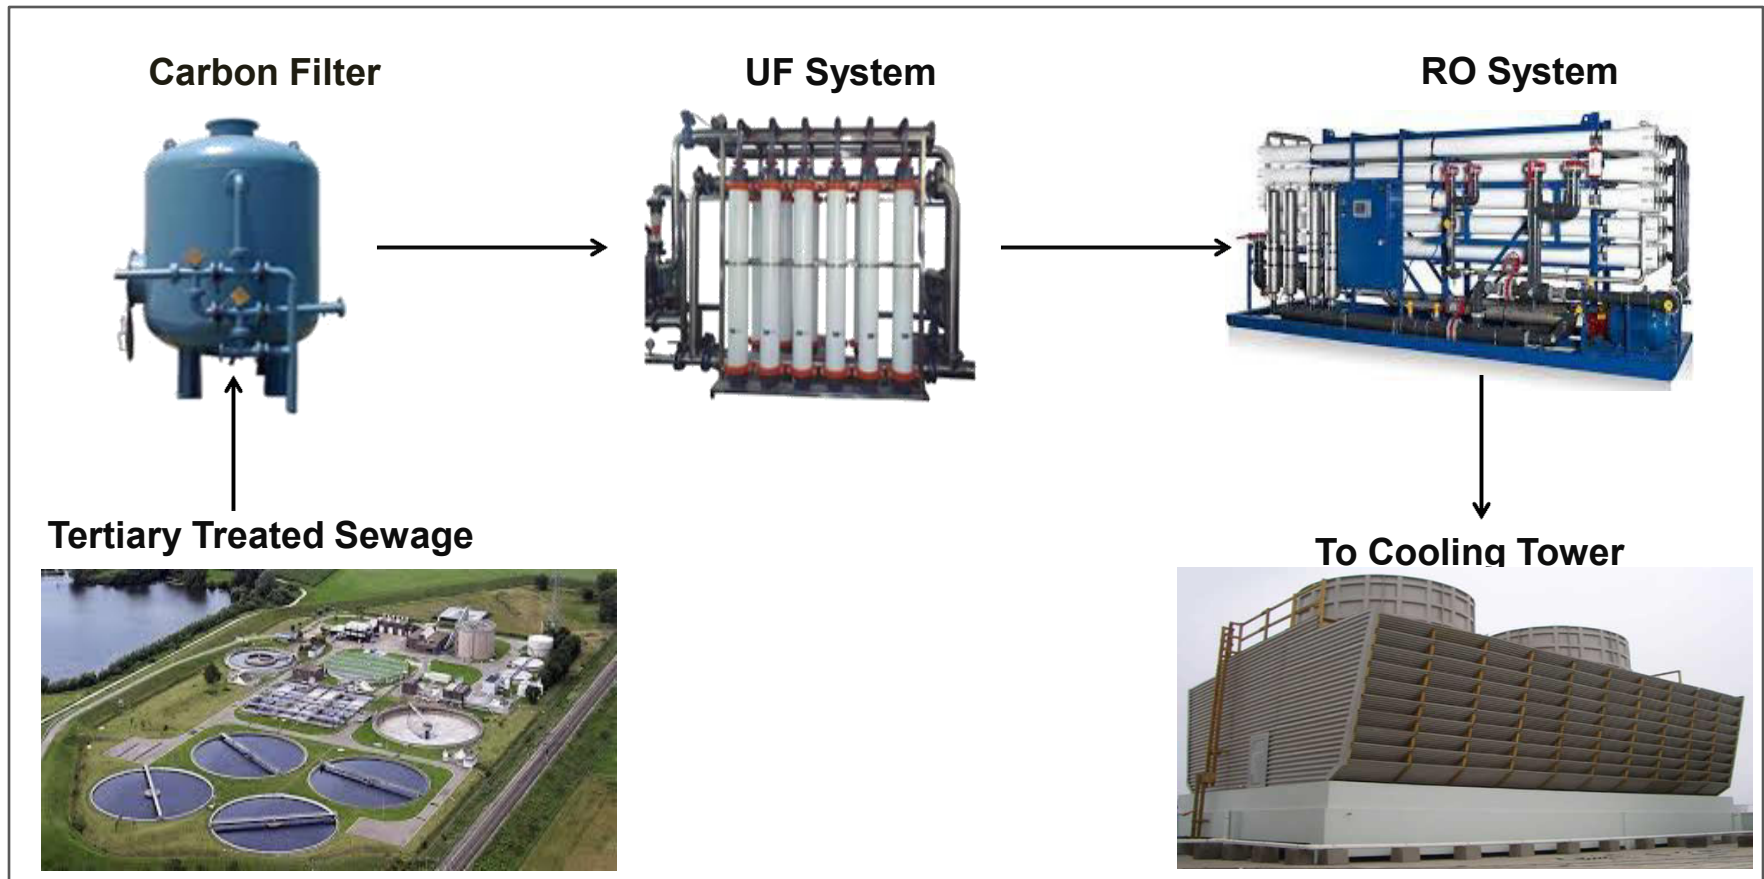 Carbon Filter
UF System
RO System
Tertiary Treated Sewage
To Cooling Tower